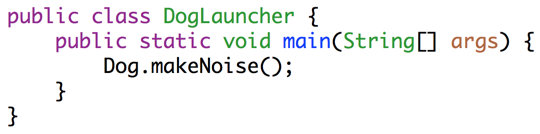 public class DogLauncher {
    public static void main(String[] args) {
        Dog.makeNoise();
    }
}